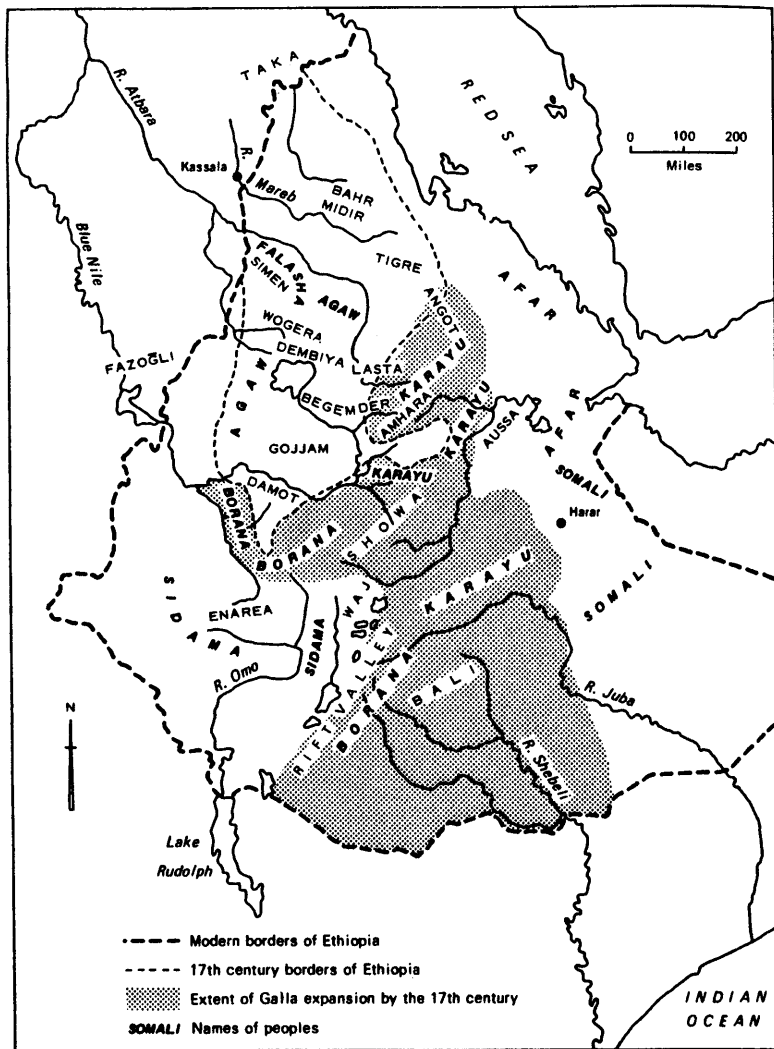 TAKA
R. Atbara
RED SEA
0 100 200
Miles
Kassala
R.
Mareb
BAHR
MIDIR
Blue Nile
FALASHA
SIMEN
TIGRE
AGAW
ANGOT
AFAR
WOGERA
DEMBIYA
LASTA
FAZOGLI
AGAW
KARAYU
BEGEMDER
AMHARA
KARAYU
AUSSA
AFAR
GOJJAM
KARAYU
SOMALI
DAMOT
BORANA
SHOWA
Harar
BORANA
KARAYU
SOMALI
SIDAMA
ENAREA
WAJ
SIDAMA
R. Omo
RIFT VALLEY
BORANA
BALI
R. Juba
N
R. Shebeli
Lake
Rudolph
Modern borders of Ethiopia
17th century borders of Ethiopia
Extent of Galla expansion by the 17th century
SOMALI Names of peoples
INDIAN
OCEAN